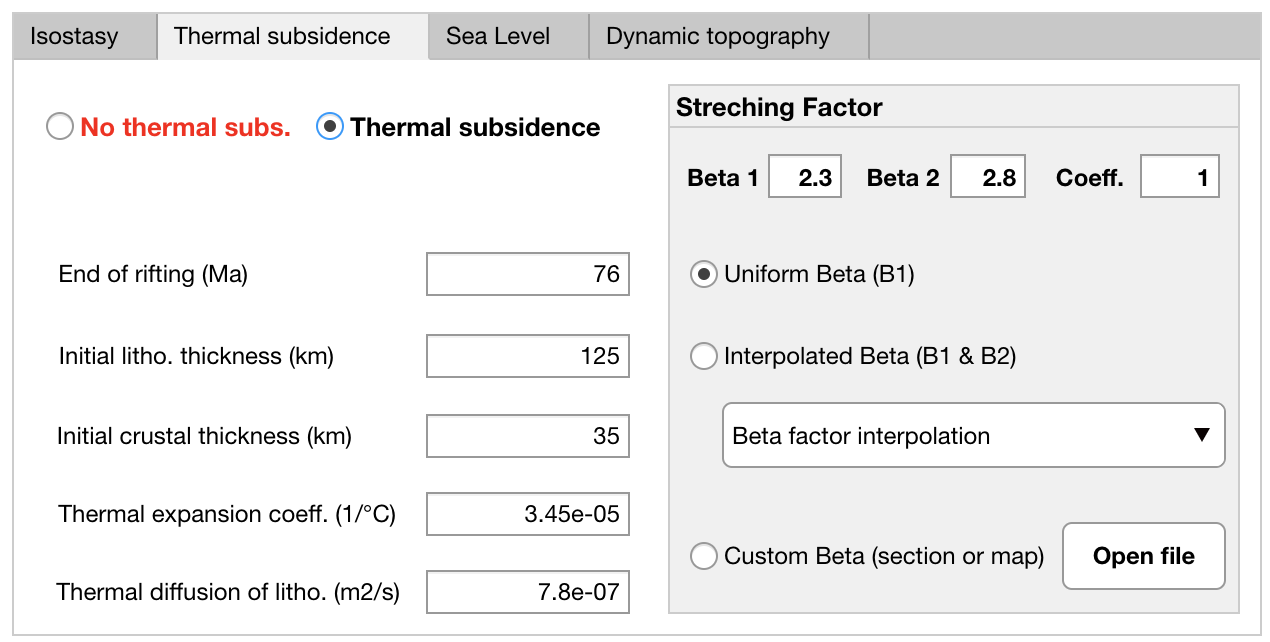 Isostasy Thermal subsidence Sea Level Dynamic topography
No thermal subs. Thermal subsidence
End of rifting (Ma) 76
Initial litho. thickness (km) 125
Initial crustal thickness (km) 35
Thermal expansion coeff. (1/°C) 3.45e-05
Thermal diffusion of litho. (m2/s) 7.8e-07
Streching Factor
Beta 1 2.3 Beta 2 2.8 Coeff. 1
Uniform Beta (B1)
Interpolated Beta (B1 & B2)
Beta factor interpolation
Custom Beta (section or map) Open file